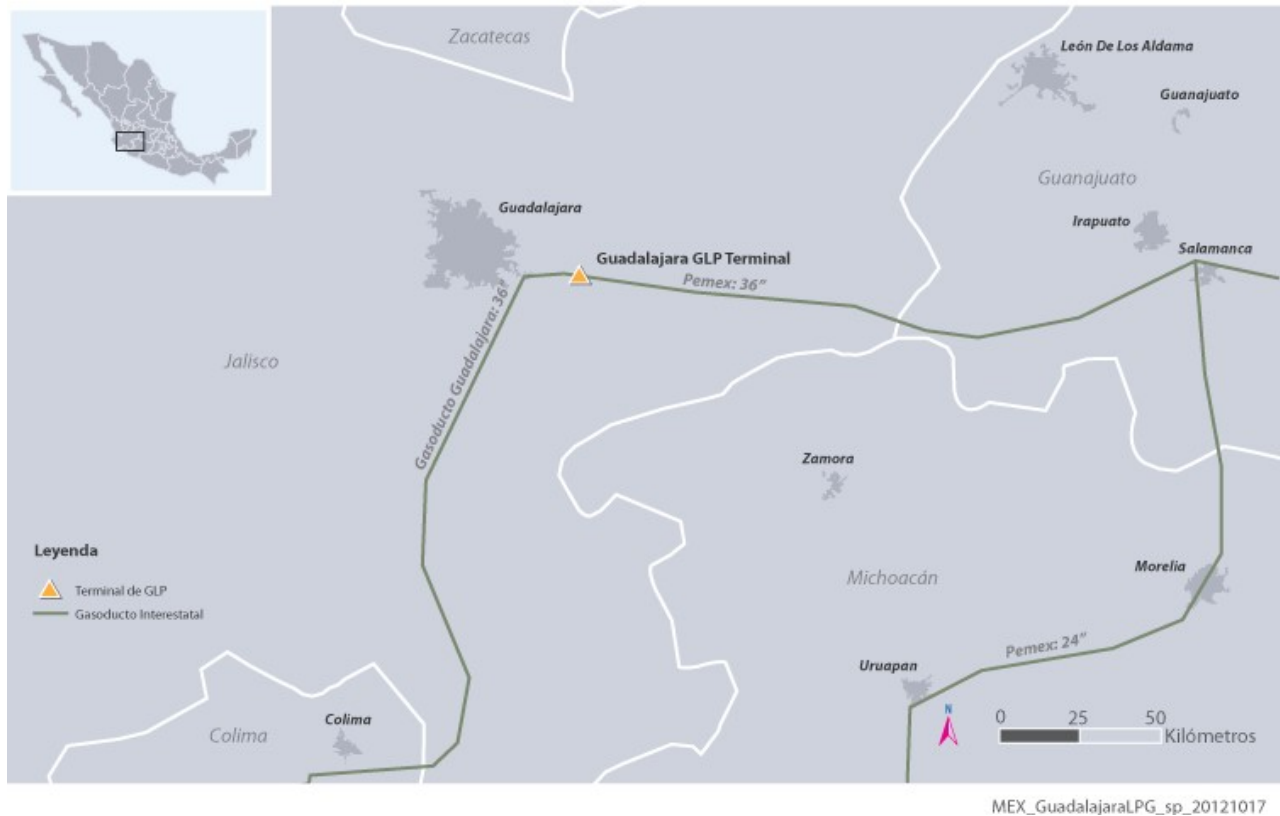 Zacatecas
León De Los Aldama
Guanajuato
Guanajuato
Guadalajara
Irapuato
Salamanca
Guadalajara GLP Terminal
Pemex: 36”
Gasoducto Guadalajara: 36”
Jalisco
Zamora
Leyenda
Terminal de GLP
Gasoducto Interestatal
Michoacán
Morelia
Pemex: 24”
Uruapan
Colima
Colima
N
0 25 50
Kilómetros
MEX_GuadalajaraLPG_sp_20121017